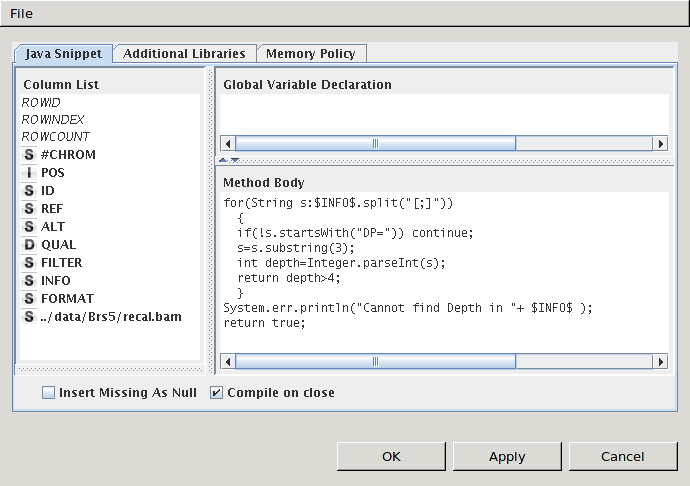 File
Java Snippet Additional Libraries Memory Policy
Column List
ROWID
ROWINDEX
ROWCOUNT
S #CHROM
I POS
S ID
S REF
S ALT
D QUAL
S FILTER
S INFO
S FORMAT
S ../data/Brs5/recal.bam
Global Variable Declaration
Method Body
for(String s:$INFO$.split("[;]"))
{
if(!s.startsWith("DP=")) continue;
s=s.substring(3);
int depth=Integer.parseInt(s);
return depth>4;
}
System.err.println("Cannot find Depth in "+ $INFO$ );
return true;
Insert Missing As Null Compile on close
OK Apply Cancel